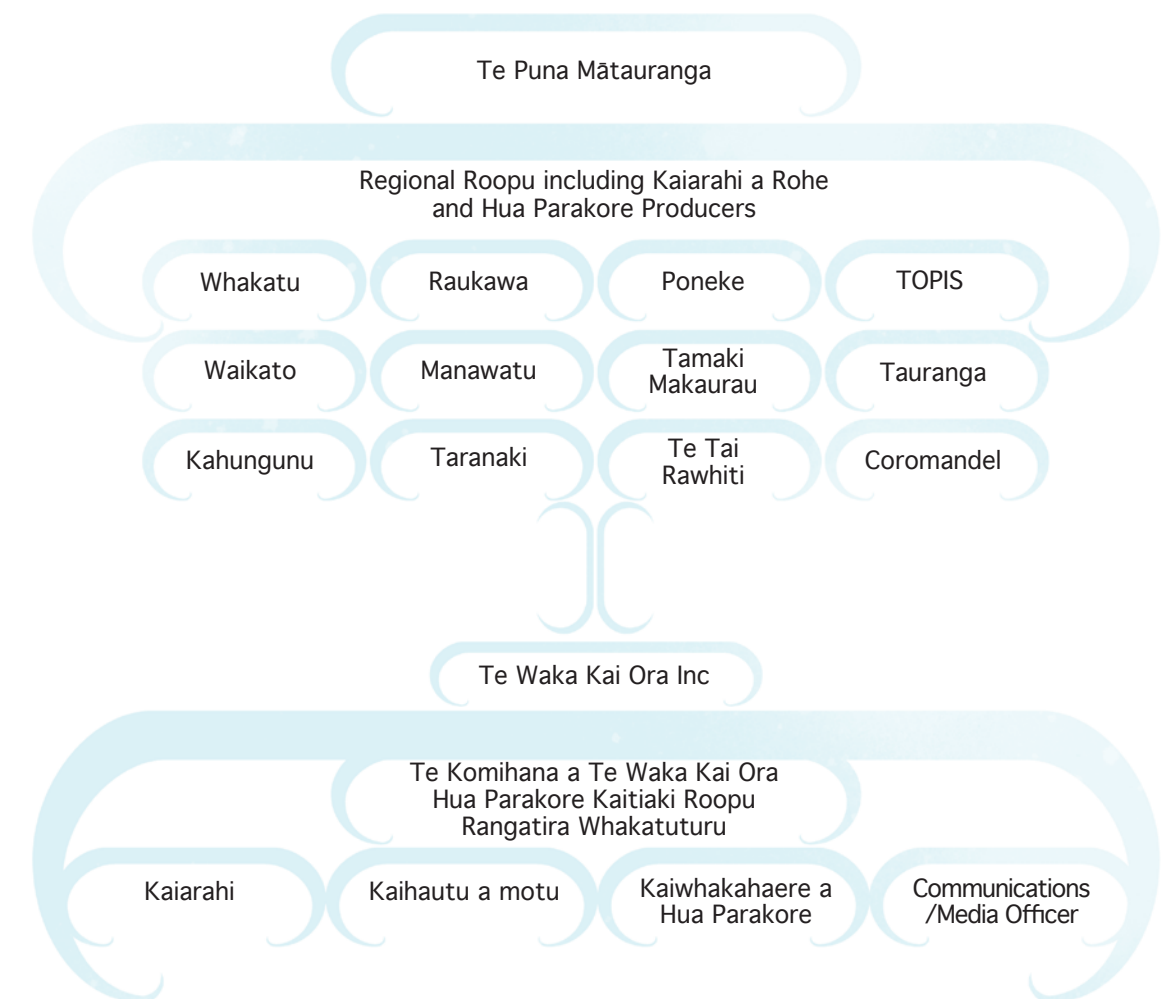 Te Puna Mātauranga
Regional Roopu including Kaiarahi a Rohe
and Hua Parakore Producers
Whakatu
Raukawa
Poneke
TOPIS
Waikato
Manawatu
Tamaki
Makaurau
Tauranga
Kahungunu
Taranaki
Te Tai
Rawhiti
Coromandel
Te Waka Kai Ora Inc
Te Komihana a Te Waka Kai Ora
Hua Parakore Kaitiaki Roopu
Rangatira Whakatuturu
Kaiarahi
Kaihautu a motu
Kaiwhakahaere a
Hua Parakore
Communications
/Media Officer